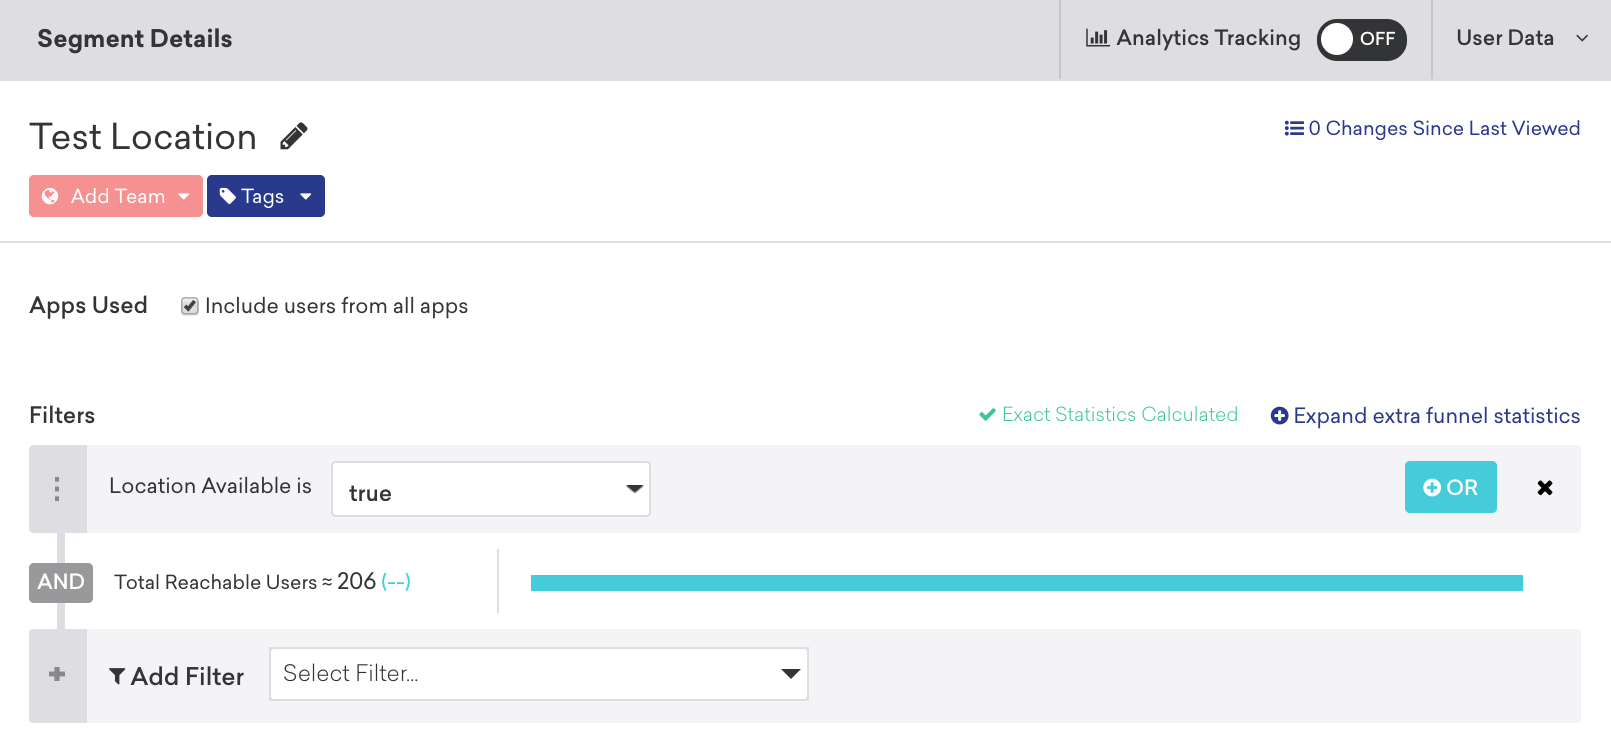 Segment Details
Analytics Tracking OFF
User Data
Test Location
0 Changes Since Last Viewed
Add Team
Tags
Apps Used
Include users from all apps
Filters
Exact Statistics Calculated
Expand extra funnel statistics
Location Available is
true
OR
AND
Total Reachable Users ≈ 206 (--)
Add Filter
Select Filter...